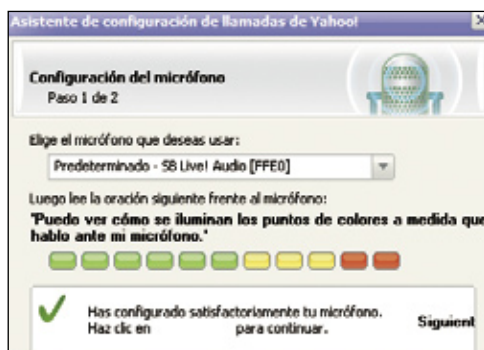 Asistente de configuración de llamadas de Yahoo!
Configuración del micrófono
Paso 1 de 2
Elige el micrófono que deseas usar:
Predeterminado - SB Live! Audio [FFE0]
Luego lee la oración siguiente frente al micrófono:
"Puedo ver cómo se iluminan los puntos de colores a medida que
hablo ante mi micrófono."
Has configurado satisfactoriamente tu micrófono.
Haz clic en para continuar.
Siguient